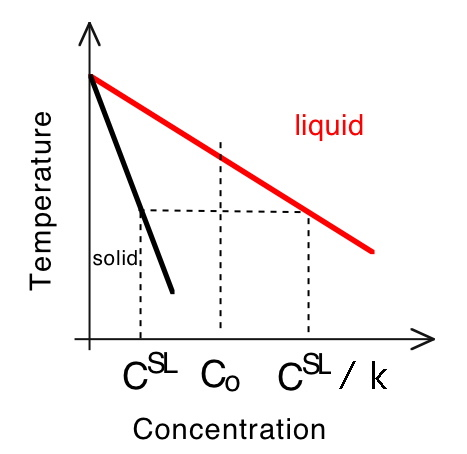 liquid
Temperature
solid
C^SL C_o C^SL / k
Concentration